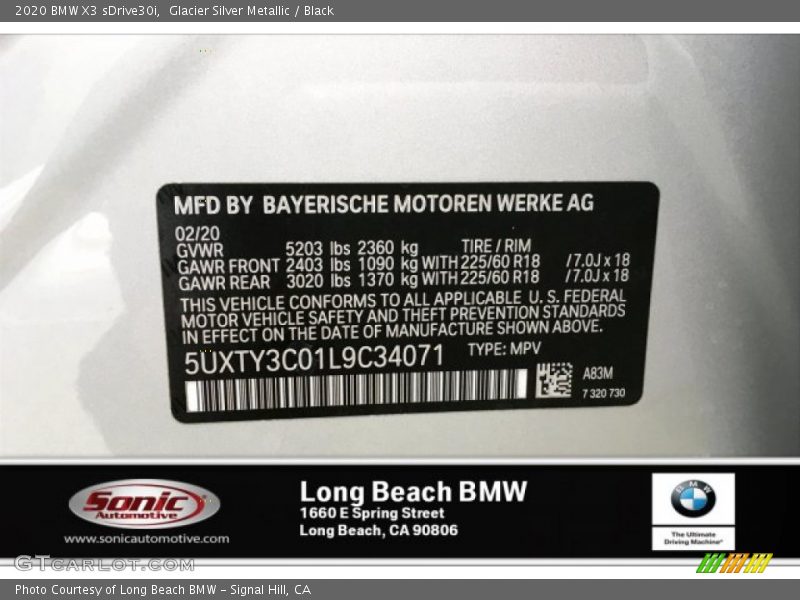 2020 BMW X3 sDrive30i,  Glacier Silver Metallic / Black
MFD BY BAYERISCHE MOTOREN WERKE AG
02/20
GVWR 5203 lbs 2360 kg TIRE / RIM
GAWR FRONT 2403 lbs 1090 kg WITH 225/60 R18 /7.0J x 18
GAWR REAR 3020 lbs 1370 kg WITH 225/60 R18 /7.0J x 18
THIS VEHICLE CONFORMS TO ALL APPLICABLE U. S. FEDERAL
MOTOR VEHICLE SAFETY AND THEFT PREVENTION STANDARDS
IN EFFECT ON THE DATE OF MANUFACTURE SHOWN ABOVE.
5UXTY3C01L9C34071 TYPE: MPV
A83M
7 320 730
Sonic
Automotive
www.sonicautomotive.com
Long Beach BMW
1660 E Spring Street
Long Beach, CA 90806
BMW
The Ultimate
Driving Machine®
GTcarlot.com
Photo Courtesy of Long Beach BMW - Signal Hill, CA